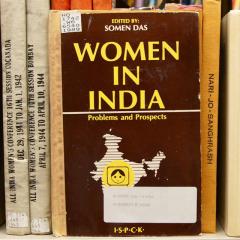 ALL INDIA WOMEN'S CONFERENCE 16TH SESSION COCANADA
DEC 29, 1941 TO JAN. 1, 1942
ALL INDIA WOMEN'S CONFERENCE 17TH SESSION BOMBAY
APRIL 7, 1944 TO APRIL 10, 1944
EDITED BY:
SOMEN DAS
WOMEN
IN
INDIA
Problems and Prospects
I·S·P·C·K·
NARI-JO-SANGHRASH